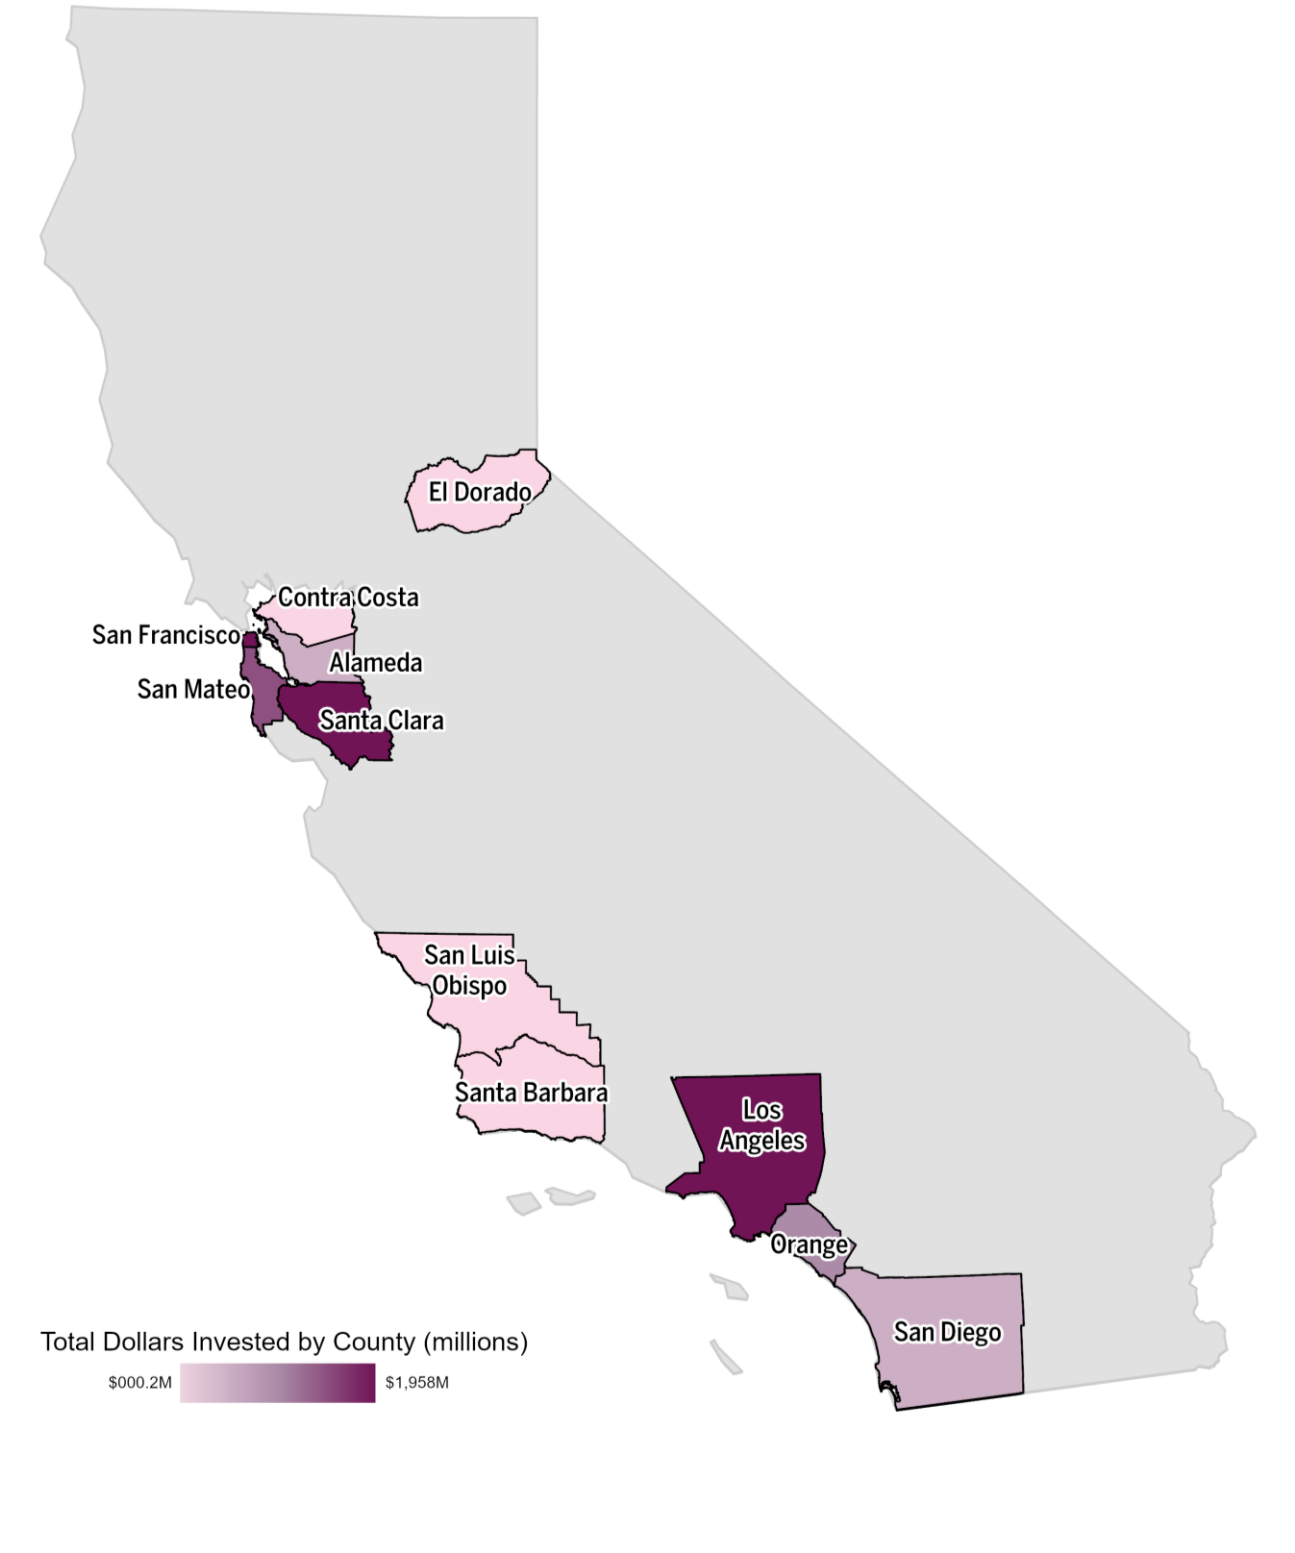 El Dorado
Contra Costa
San Francisco
Alameda
San Mateo
Santa Clara
San Luis
Obispo
Santa Barbara
Los
Angeles
Orange
San Diego
Total Dollars Invested by County (millions)
$000.2M
$1,958M